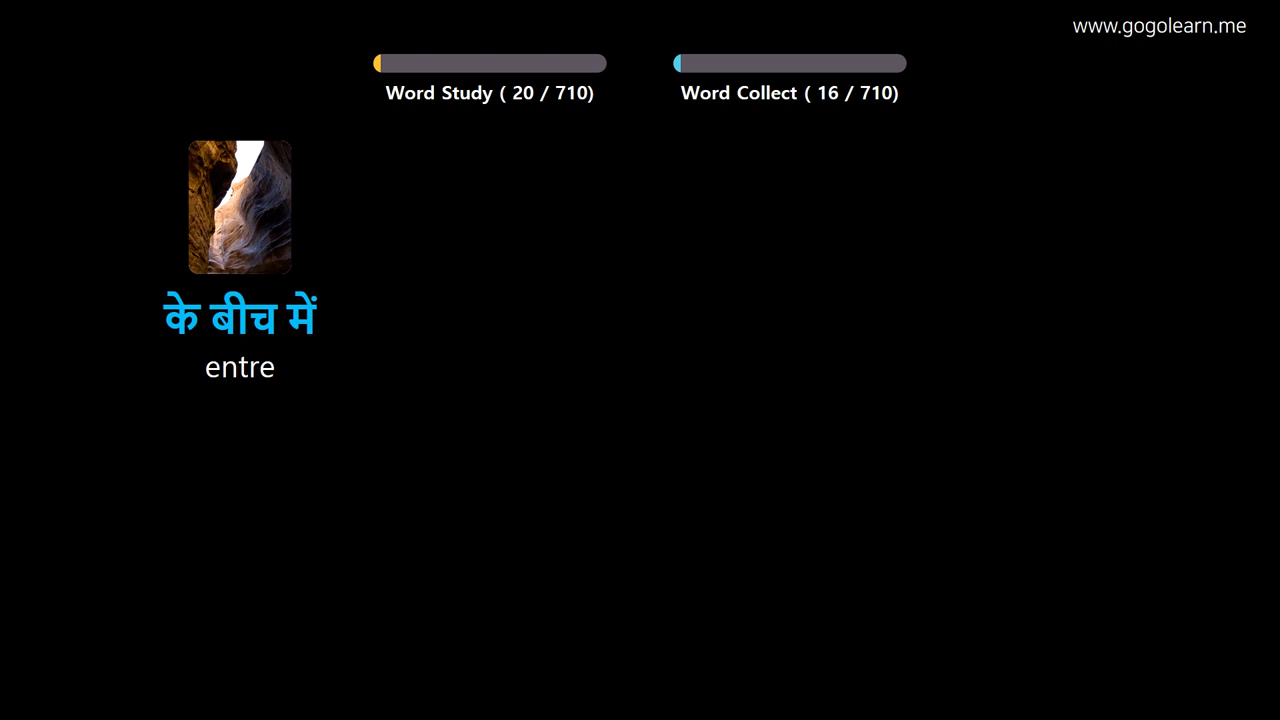 www.gogolearn.me
Word Study ( 20 / 710)
Word Collect ( 16 / 710)
के बीच में
entre